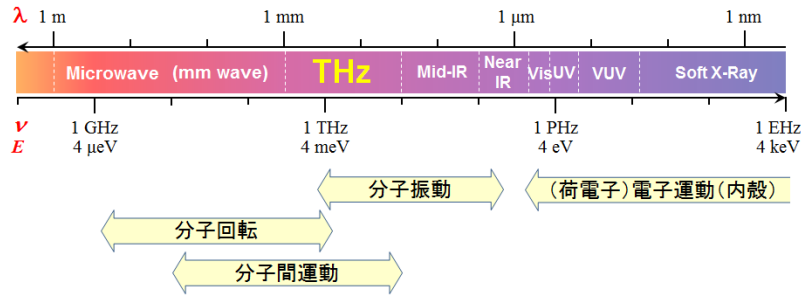 λ 1 m 1 mm 1 μm 1 nm
Microwave (mm wave) THz Mid-IR Near IR Vis UV VUV Soft X-Ray
ν 1 GHz 1 THz 1 PHz 1 EHz
E 4 μeV 4 meV 4 eV 4 keV
分子振動 (荷電子)電子運動(内殻)
分子回転
分子間運動